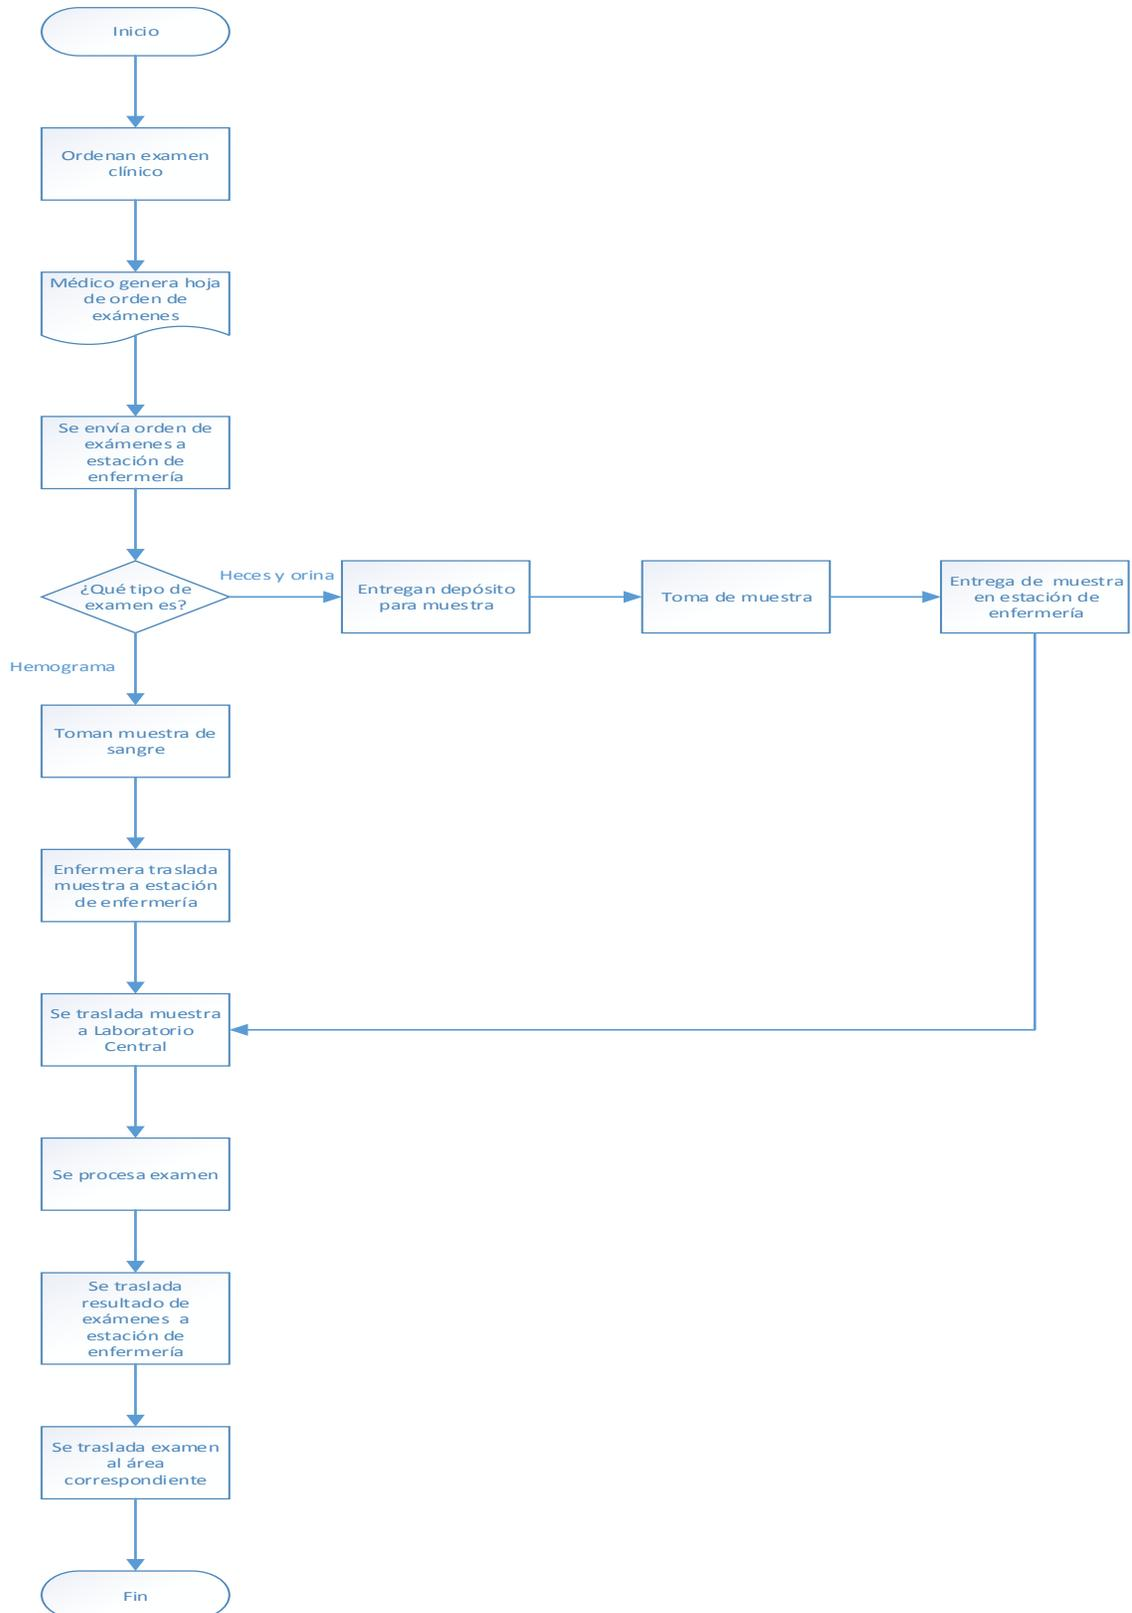 Inicio
Ordenan examen
clínico
Médico genera hoja
de orden de
exámenes
Se envía orden de
exámenes a
estación de
enfermería
¿Qué tipo de
examen es?
Heces y orina
Entregan depósito
para muestra
Toma de muestra
Entrega de muestra
en estación de
enfermería
Hemograma
Toman muestra de
sangre
Enfermera traslada
muestra a estación
de enfermería
Se traslada muestra
a Laboratorio
Central
Se procesa examen
Se traslada
resultado de
exámenes a
estación de
enfermería
Se traslada examen
al área
correspondiente
Fin